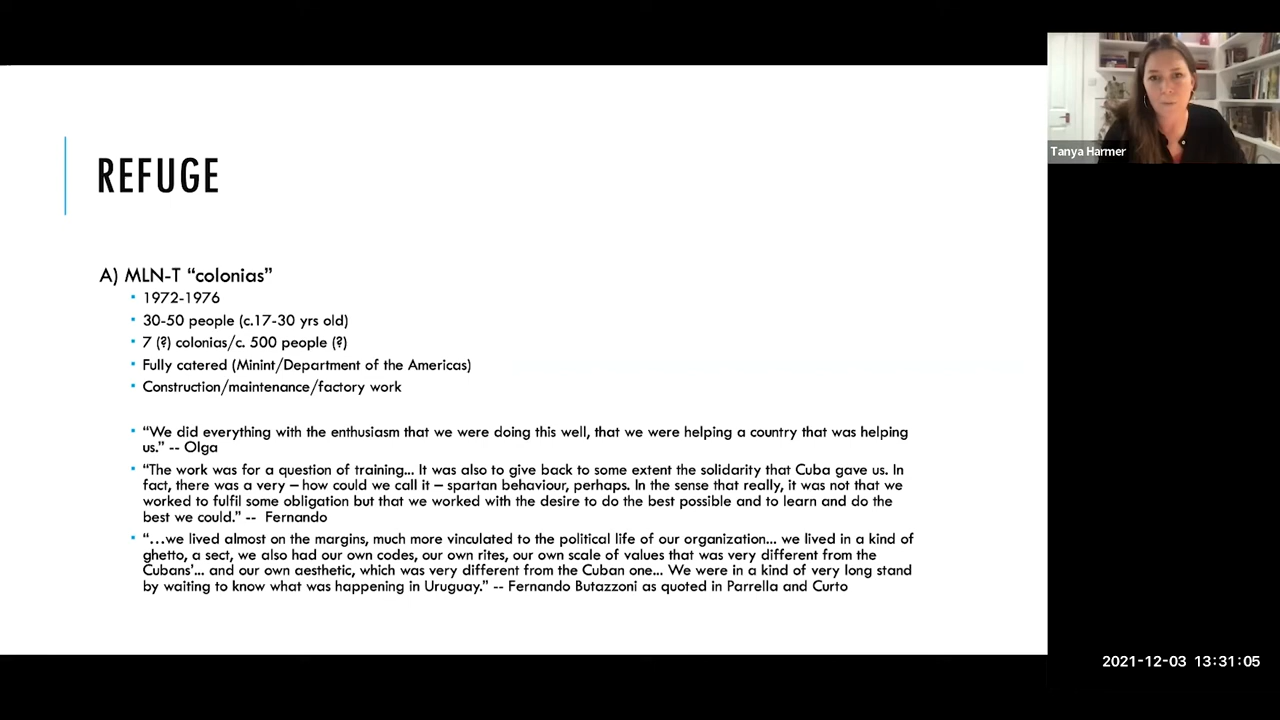 REFUGE
A) MLN-T “colonias”
▪ 1972-1976
▪ 30-50 people (c.17-30 yrs old)
▪ 7 (?) colonias/c. 500 people (?)
▪ Fully catered (Minint/Department of the Americas)
▪ Construction/maintenance/factory work
▪ “We did everything with the enthusiasm that we were doing this well, that we were helping a country that was helping
us.” -- Olga
▪ “The work was for a question of training... It was also to give back to some extent the solidarity that Cuba gave us. In
fact, there was a very – how could we call it – spartan behaviour, perhaps. In the sense that really, it was not that we
worked to fulfil some obligation but that we worked with the desire to do the best possible and to learn and do the
best we could.” -- Fernando
▪ “…we lived almost on the margins, much more vinculated to the political life of our organization... we lived in a kind of
ghetto, a sect, we also had our own codes, our own rites, our own scale of values that was very different from the
Cubans’... and our own aesthetic, which was very different from the Cuban one... We were in a kind of very long stand
by waiting to know what was happening in Uruguay.” -- Fernando Butazzoni as quoted in Parrella and Curto
Tanya Harmer
2021-12-03 13:31:05